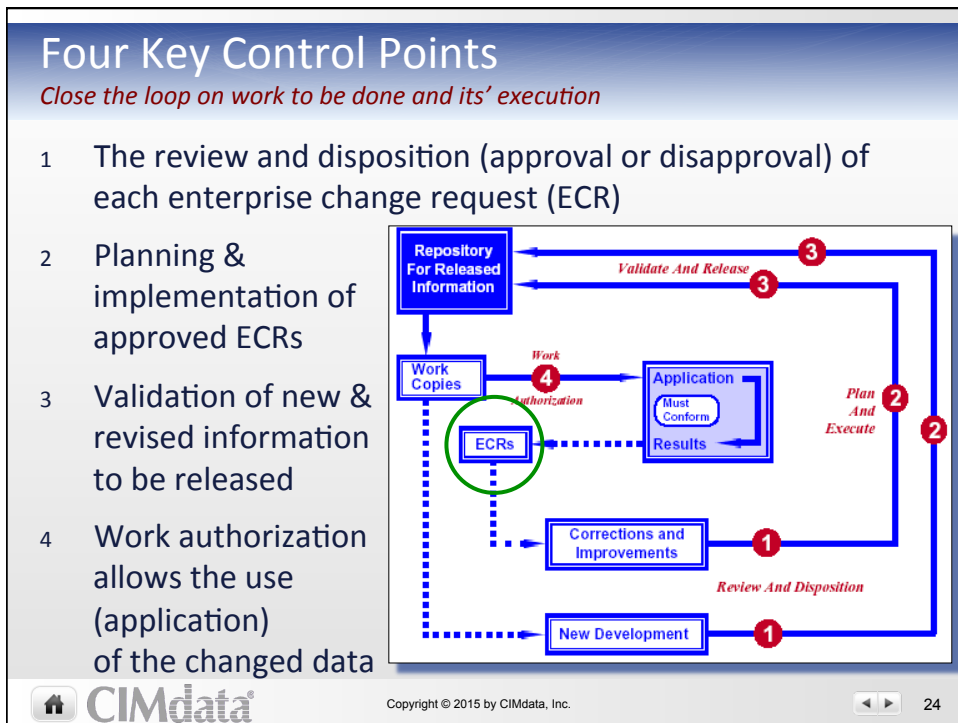 Four Key Control Points
Close the loop on work to be done and its' execution
1 The review and disposition (approval or disapproval) of
each enterprise change request (ECR)
2 Planning &
implementation of
approved ECRs
3 Validation of new &
revised information
to be released
4 Work authorization
allows the use
(application)
of the changed data
Repository
For Released
Information
3
Validate And Release
3
Work
Copies
Work
4
Authorization
Application
Must
Conform
Results
Plan
And
Execute
2
2
ECRs
Corrections and
Improvements
1
Review And Disposition
New Development
1
CIMdata®
Copyright © 2015 by CIMdata, Inc.
24